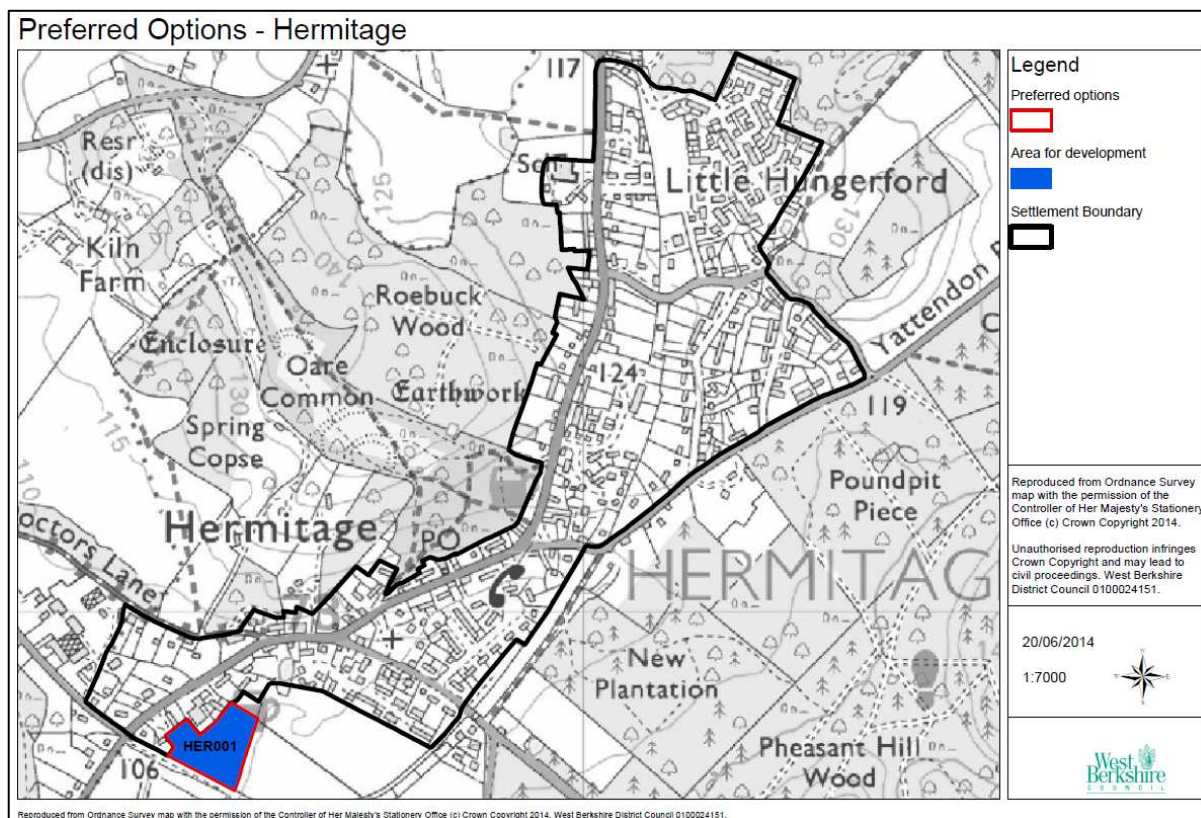 Preferred Options - Hermitage
117
Resr
(dis)
125
Little Hungerford
130
Kiln
Farm
140
Roebuck
Wood
Yattendon
Enclosure
Oare
Common
Earthwork
124
130
119
115
Spring
Copse
Poundpit
Piece
110
octors Lane
Hermitage
PO
HERMITAG
New
Plantation
HER001
106
Pheasant Hill
Wood
Legend
Preferred options
Area for development
Settlement Boundary
Reproduced from Ordnance Survey
map with the permission of the
Controller of Her Majesty's Stationery
Office (c) Crown Copyright 2014.
Unauthorised reproduction infringes
Crown Copyright and may lead to
civil proceedings. West Berkshire
District Council 0100024151.
20/06/2014
1:7000
N
E
S
West
Berkshire
COUNCIL
Reproduced from Ordnance Survey map with the permission of the Controller of Her Majesty's Stationery Office (c) Crown Copyright 2014. West Berkshire District Council 0100024151.